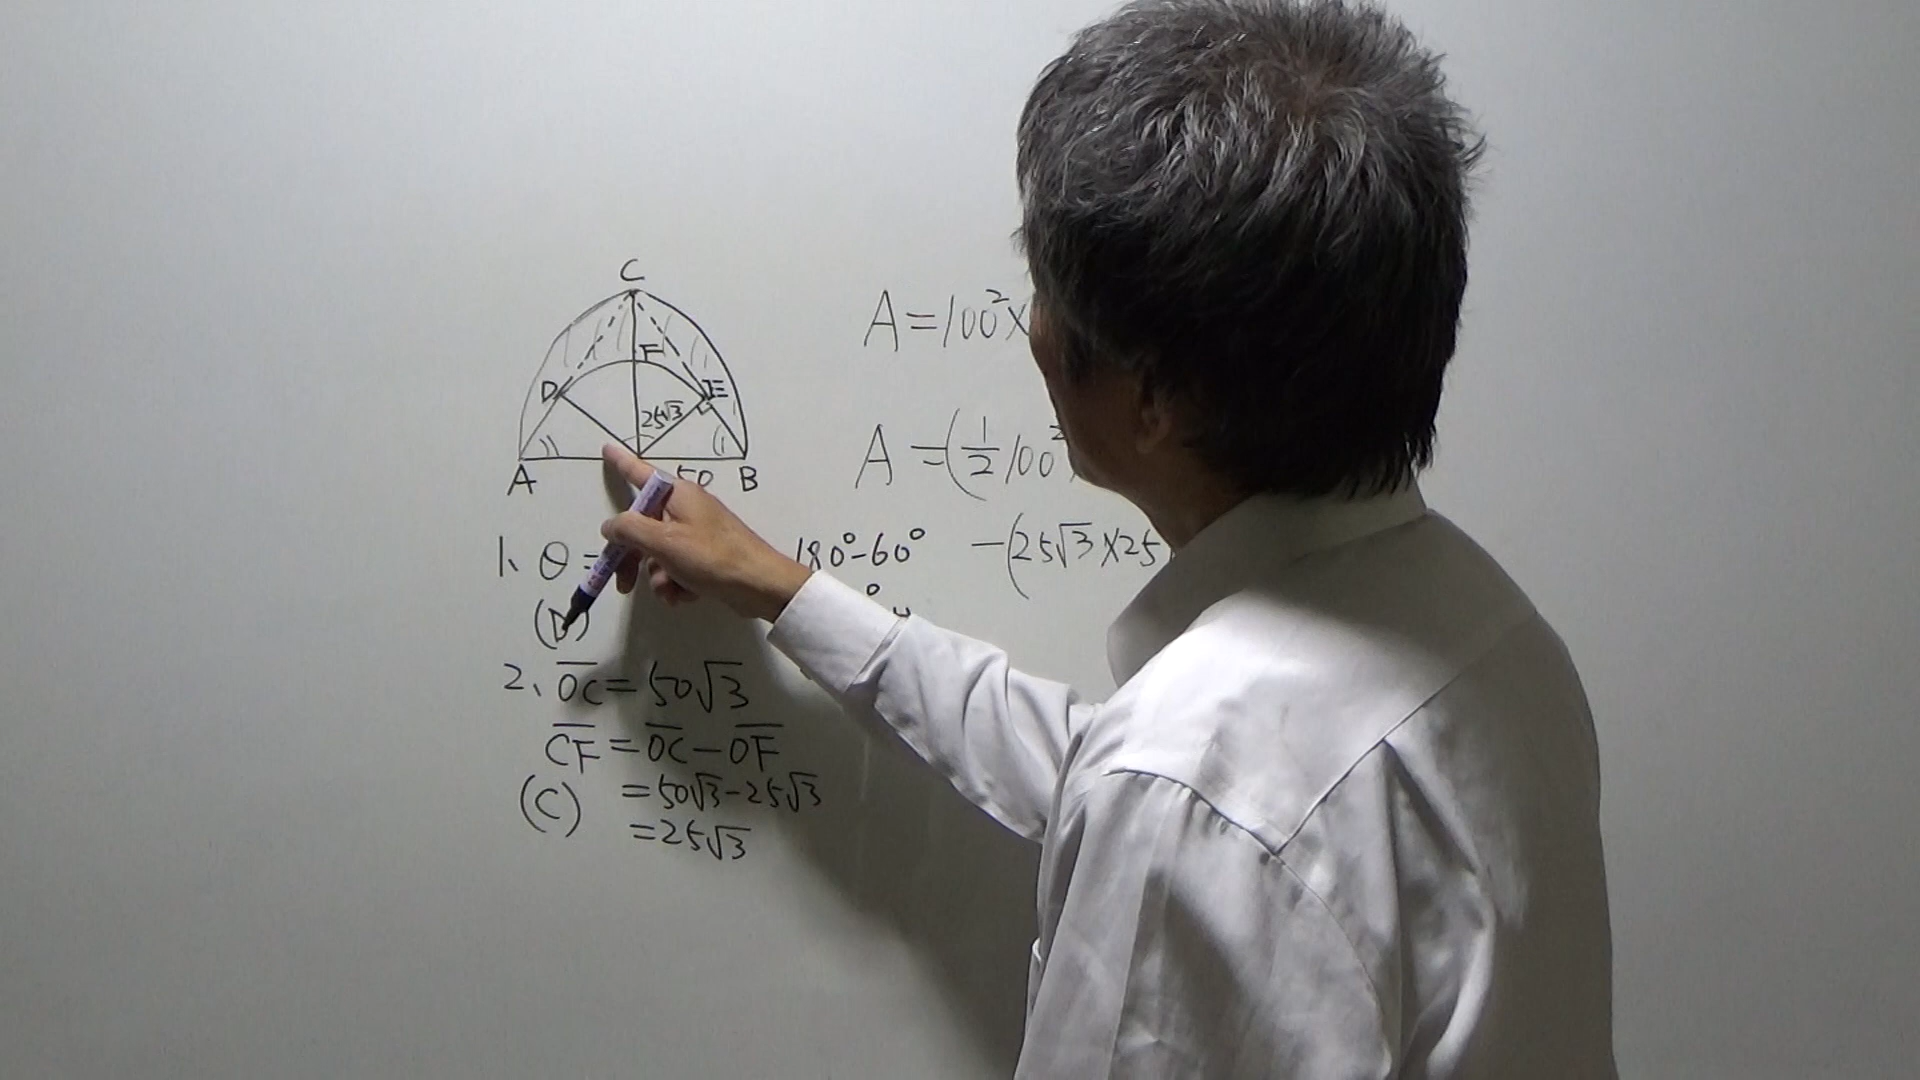 C
F
D E
25√3
A 50 B
A=100²×
A=(1/2 100²
-(25√3×25
1、θ=
180°-60°
(D)
2、OC=50√3
CF=OC-OF
(C) =50√3-25√3
=25√3